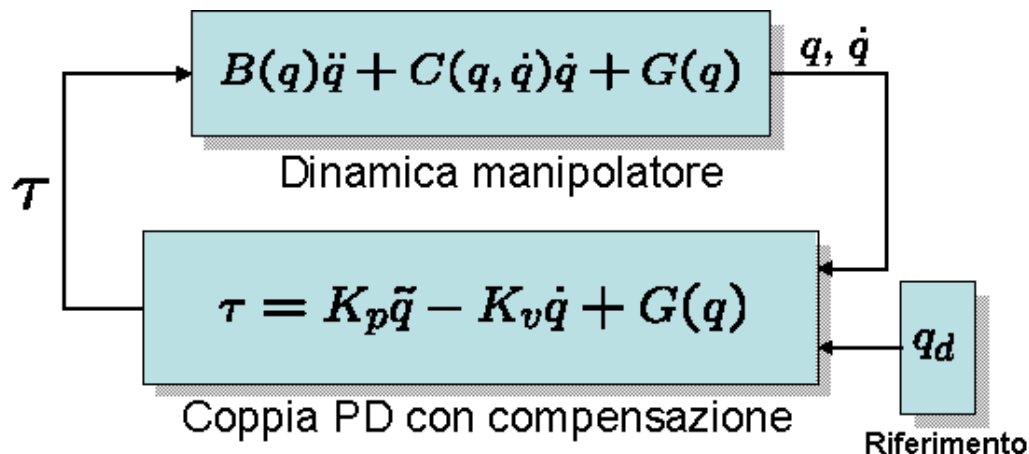 B(q)q̈ + C(q, q̇)q̇ + G(q)
q, q̇
Dinamica manipolatore
τ
τ = K_p q̃ − K_v q̇ + G(q)
q_d
Coppia PD con compensazione
Riferimento